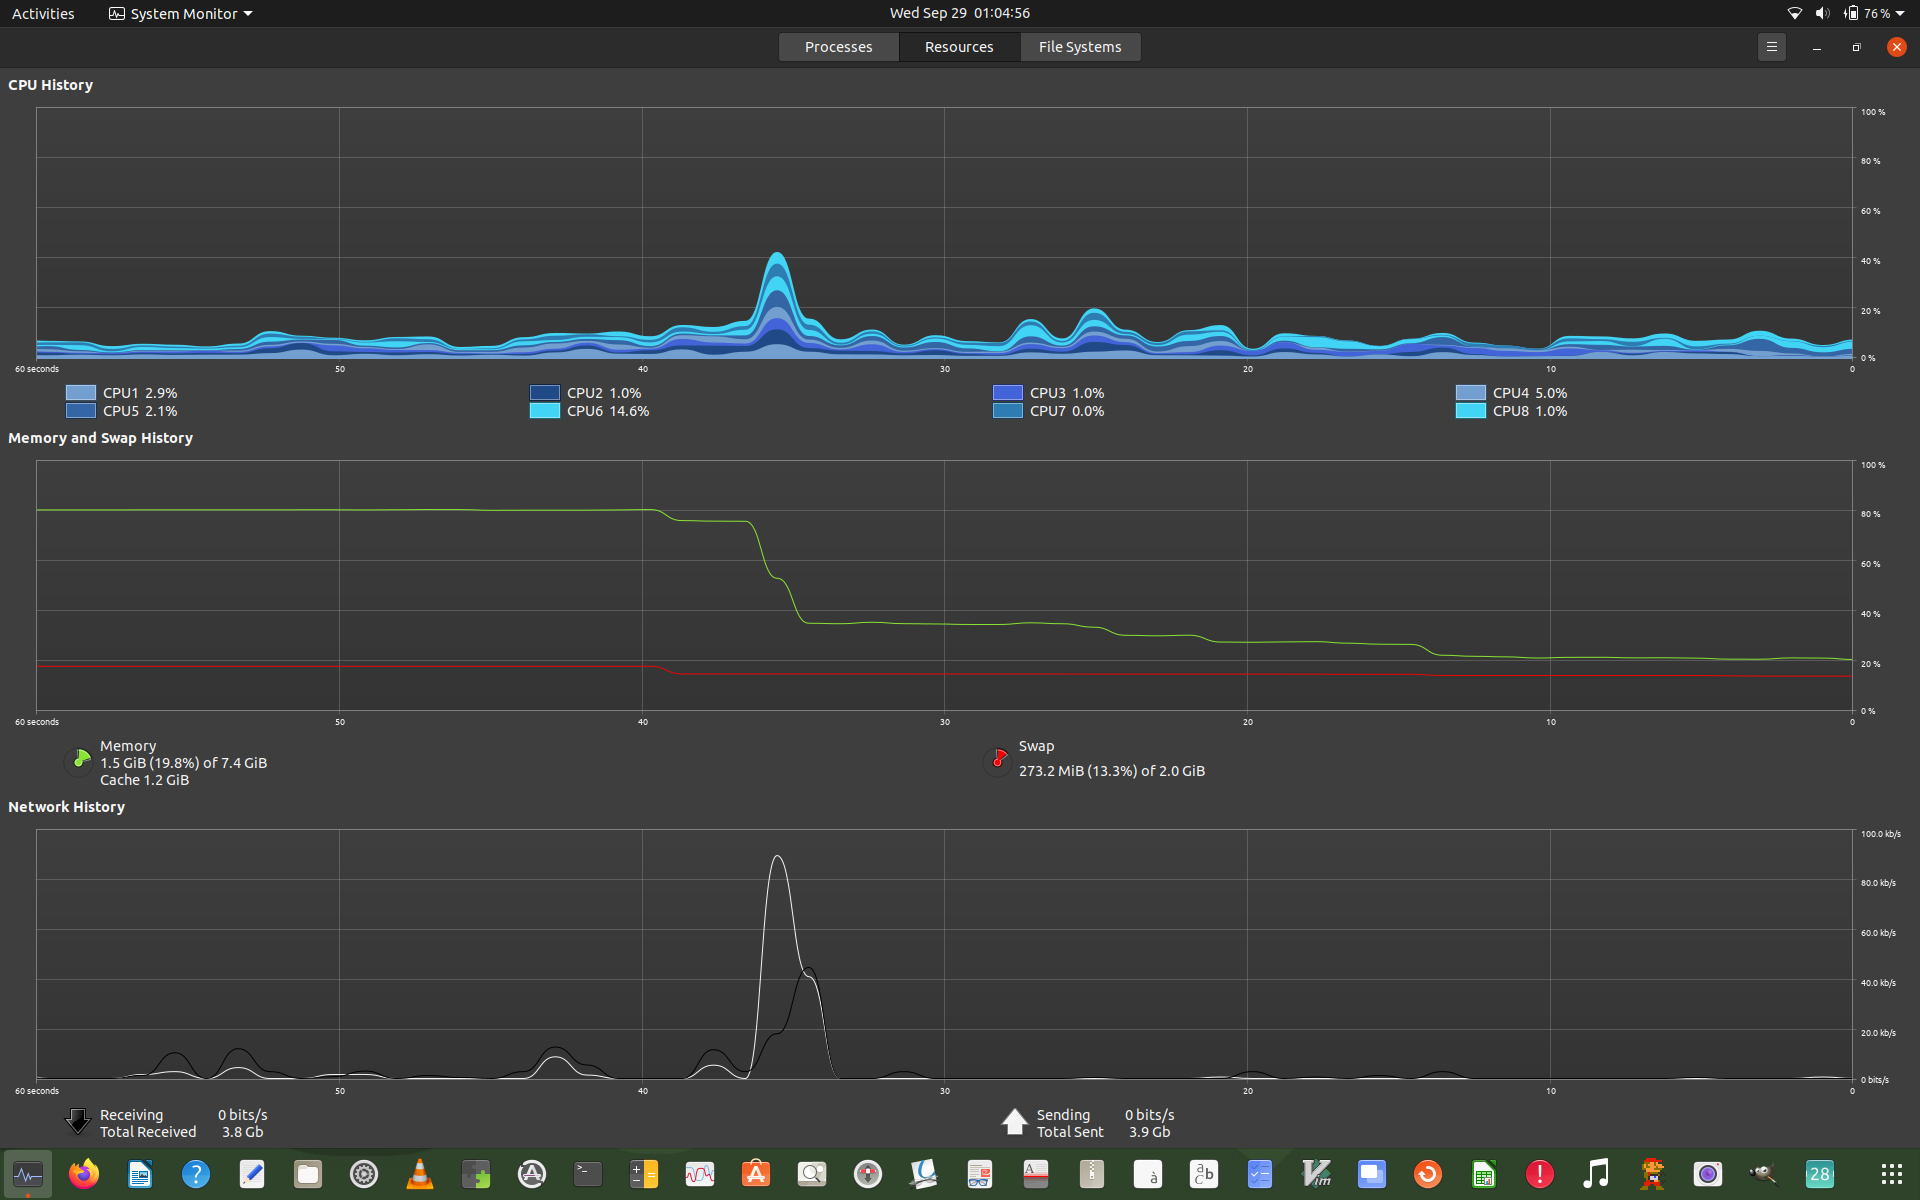 Activities System Monitor Wed Sep 29 01:04:56 76%
Processes Resources File Systems
CPU History
100 %
80 %
60 %
40 %
20 %
0 %
60 seconds 50 40 30 20 10 0
CPU1 2.9% CPU2 1.0% CPU3 1.0% CPU4 5.0%
CPU5 2.1% CPU6 14.6% CPU7 0.0% CPU8 1.0%
Memory and Swap History
100 %
80 %
60 %
40 %
20 %
0 %
60 seconds 50 40 30 20 10 0
Memory Swap
1.5 GiB (19.8%) of 7.4 GiB 273.2 MiB (13.3%) of 2.0 GiB
Cache 1.2 GiB
Network History
100.0 kb/s
80.0 kb/s
60.0 kb/s
40.0 kb/s
20.0 kb/s
0 bits/s
60 seconds 50 40 30 20 10 0
Receiving 0 bits/s Sending 0 bits/s
Total Received 3.8 Gb Total Sent 3.9 Gb
? >_ A A à a b c Vim ! 28